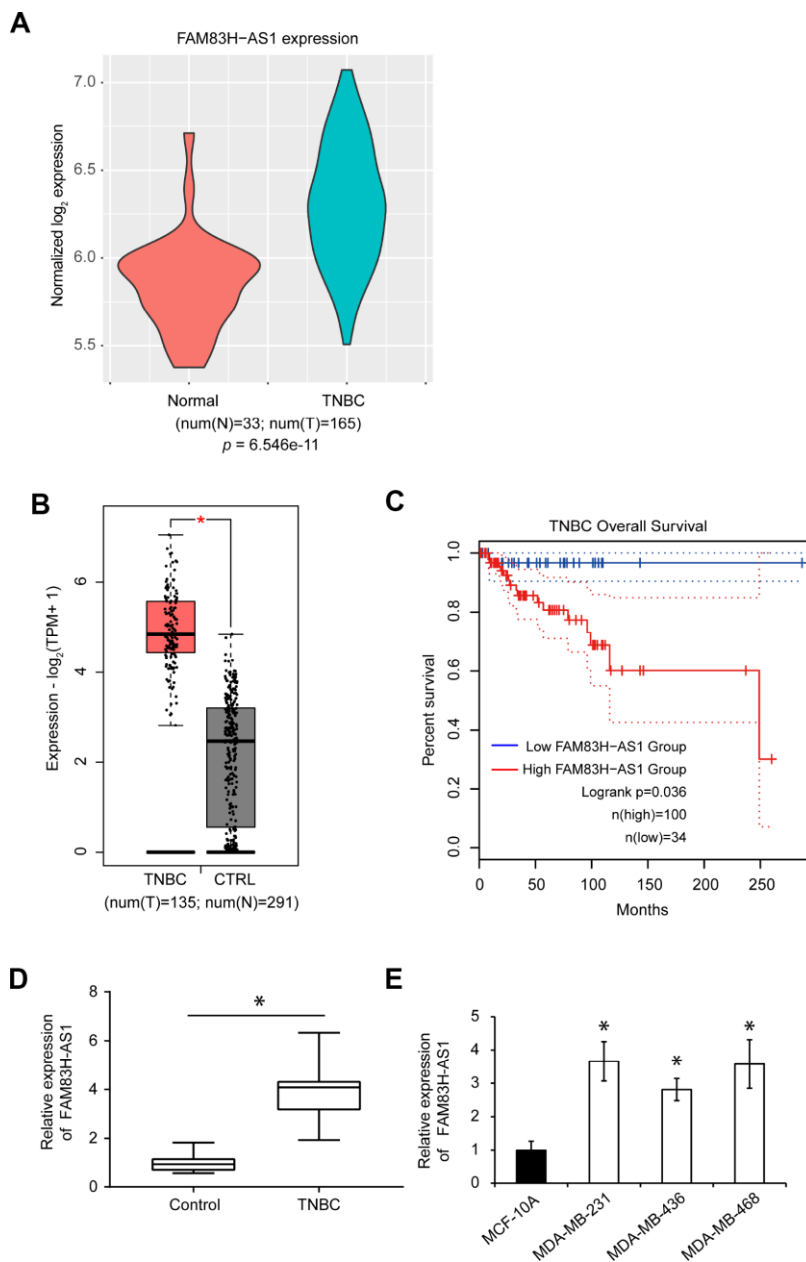 A
FAM83H−AS1 expression
Normalized log2 expression
7.0
6.5
6.0
5.5
Normal
TNBC
(num(N)=33; num(T)=165)
p = 6.546e-11
B
*
Expression - log2(TPM+ 1)
6
4
2
0
TNBC
CTRL
(num(T)=135; num(N)=291)
C
TNBC Overall Survival
Percent survival
1.0
0.8
0.6
0.4
0.2
0.0
Low FAM83H−AS1 Group
High FAM83H−AS1 Group
Logrank p=0.036
n(high)=100
n(low)=34
0
50
100
150
200
250
Months
D
Relative expression
of FAM83H-AS1
8
6
4
2
0
*
Control
TNBC
E
Relative expression
of FAM83H-AS1
5
4
3
2
1
0
*
*
*
MCF-10A
MDA-MB-231
MDA-MB-436
MDA-MB-468